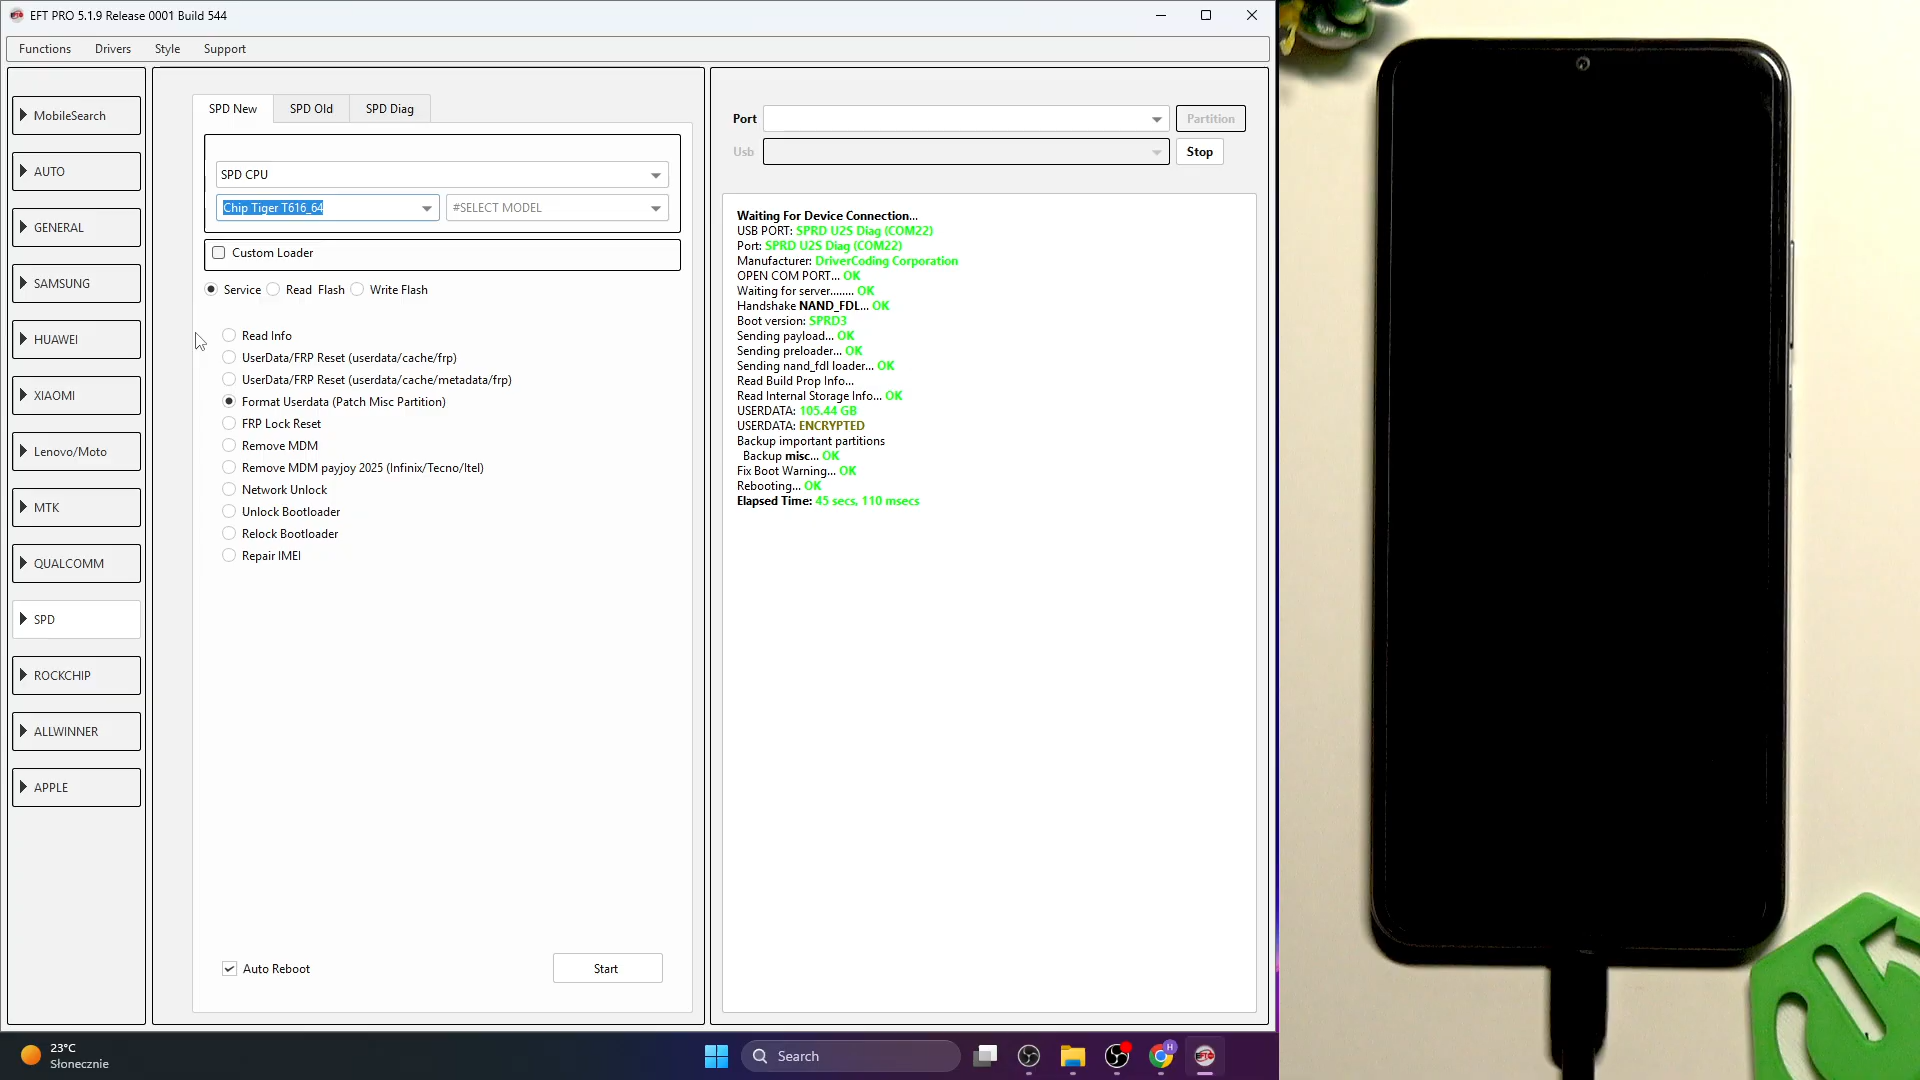 EFT PRO 5.1.9 Release 0001 Build 544
Functions Drivers Style Support
MobileSearch
AUTO
GENERAL
SAMSUNG
HUAWEI
XIAOMI
Lenovo/Moto
MTK
QUALCOMM
SPD
ROCKCHIP
ALLWINNER
APPLE
SPD New SPD Old SPD Diag
SPD CPU
Chip Tiger T616_64 #SELECT MODEL
Custom Loader
Service Read Flash Write Flash
Read Info
UserData/FRP Reset (userdata/cache/frp)
UserData/FRP Reset (userdata/cache/metadata/frp)
Format Userdata (Patch Misc Partition)
FRP Lock Reset
Remove MDM
Remove MDM payjoy 2025 (Infinix/Tecno/Itel)
Network Unlock
Unlock Bootloader
Relock Bootloader
Repair IMEI
Auto Reboot Start
Port Partition
Usb Stop
Waiting For Device Connection...
USB PORT: SPRD U2S Diag (COM22)
Port: SPRD U2S Diag (COM22)
Manufacturer: DriverCoding Corporation
OPEN COM PORT... OK
Waiting for server........ OK
Handshake NAND_FDL... OK
Boot version: SPRD3
Sending payload... OK
Sending preloader... OK
Sending nand_fdl loader... OK
Read Build Prop Info...
Read Internal Storage Info... OK
USERDATA: 105.44 GB
USERDATA: ENCRYPTED
Backup important partitions
Backup misc... OK
Fix Boot Warning... OK
Rebooting... OK
Elapsed Time: 45 secs, 110 msecs
23°C
Słonecznie
Search
H